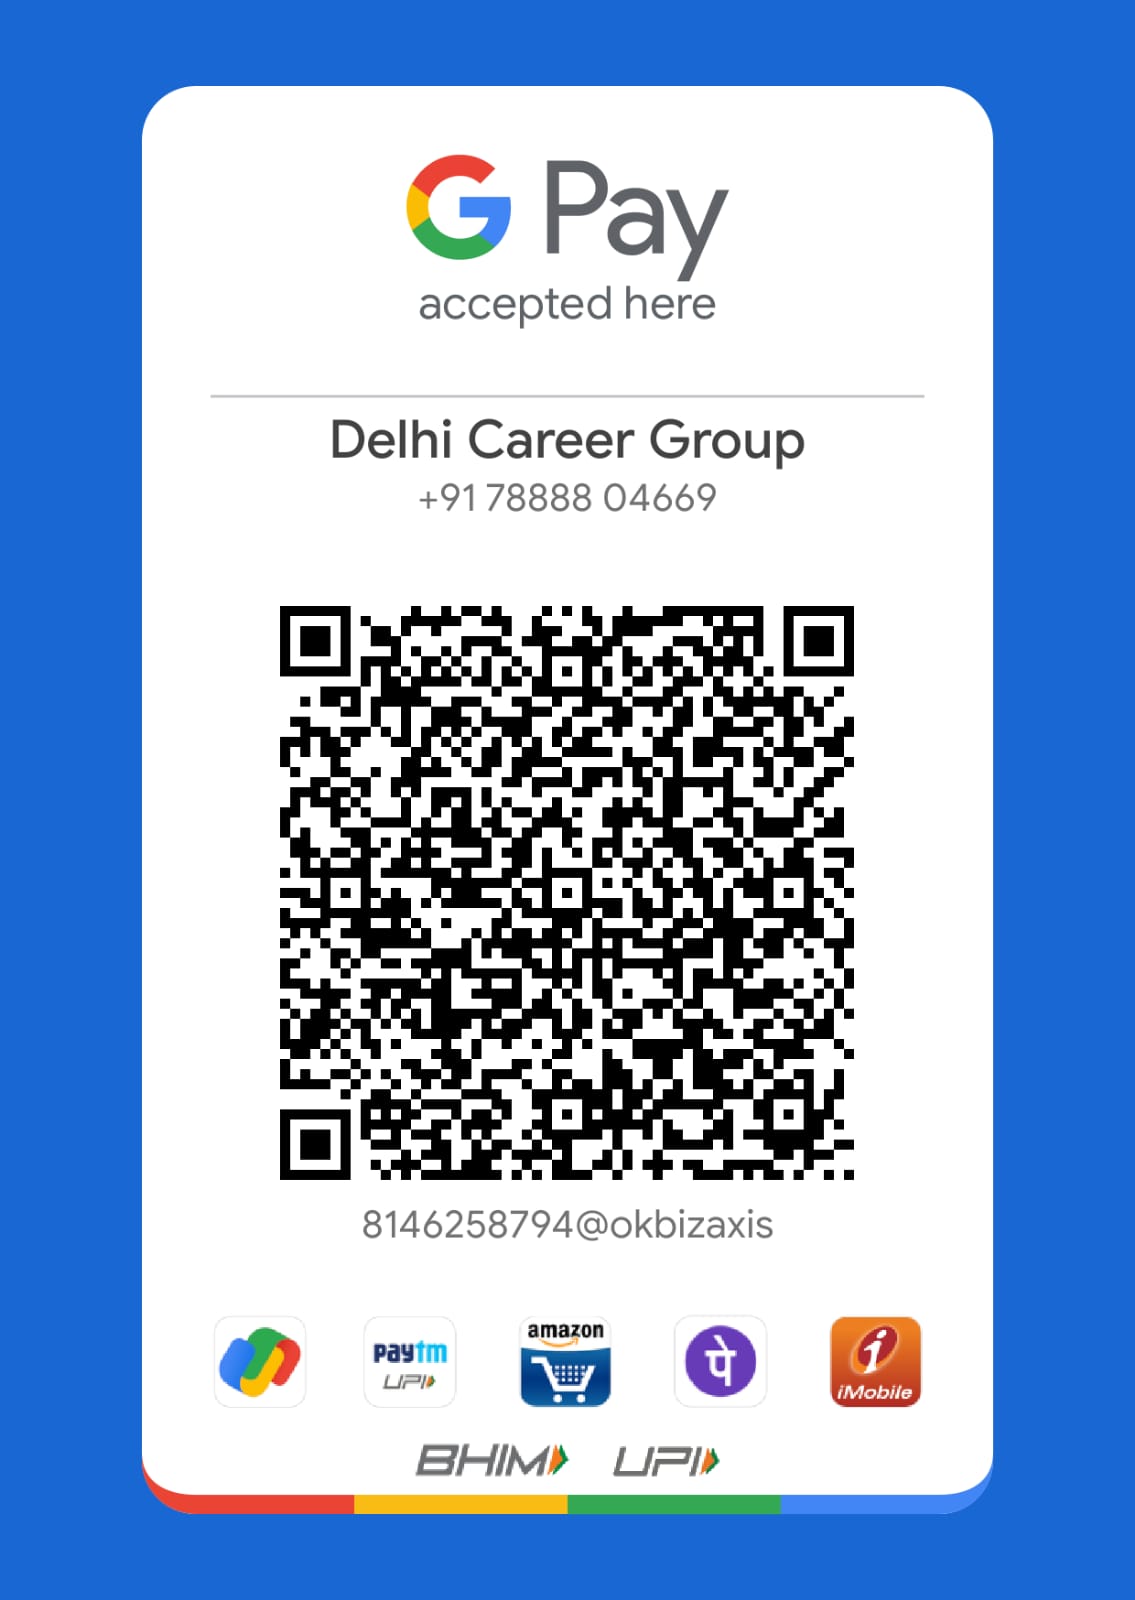 G Pay
accepted here
Delhi Career Group
+91 78888 04669
8146258794@okbizaxis
paytm
UPI
amazon
पे
i
iMobile
BHIM UPI